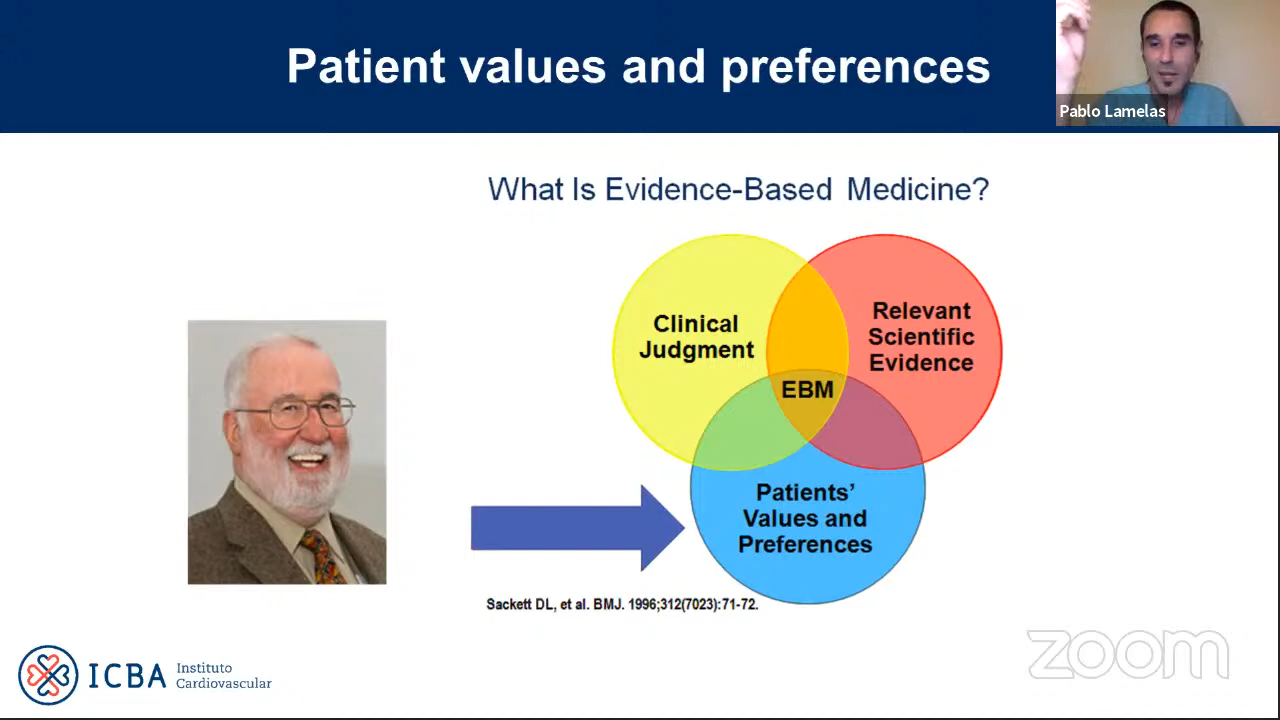 Patient values and preferences
Pablo Lamelas
What Is Evidence-Based Medicine?
Clinical
Judgment
Relevant
Scientific
Evidence
EBM
Patients’
Values and
Preferences
Sackett DL, et al. BMJ. 1996;312(7023):71-72.
ICBA
Instituto
Cardiovascular
zoom